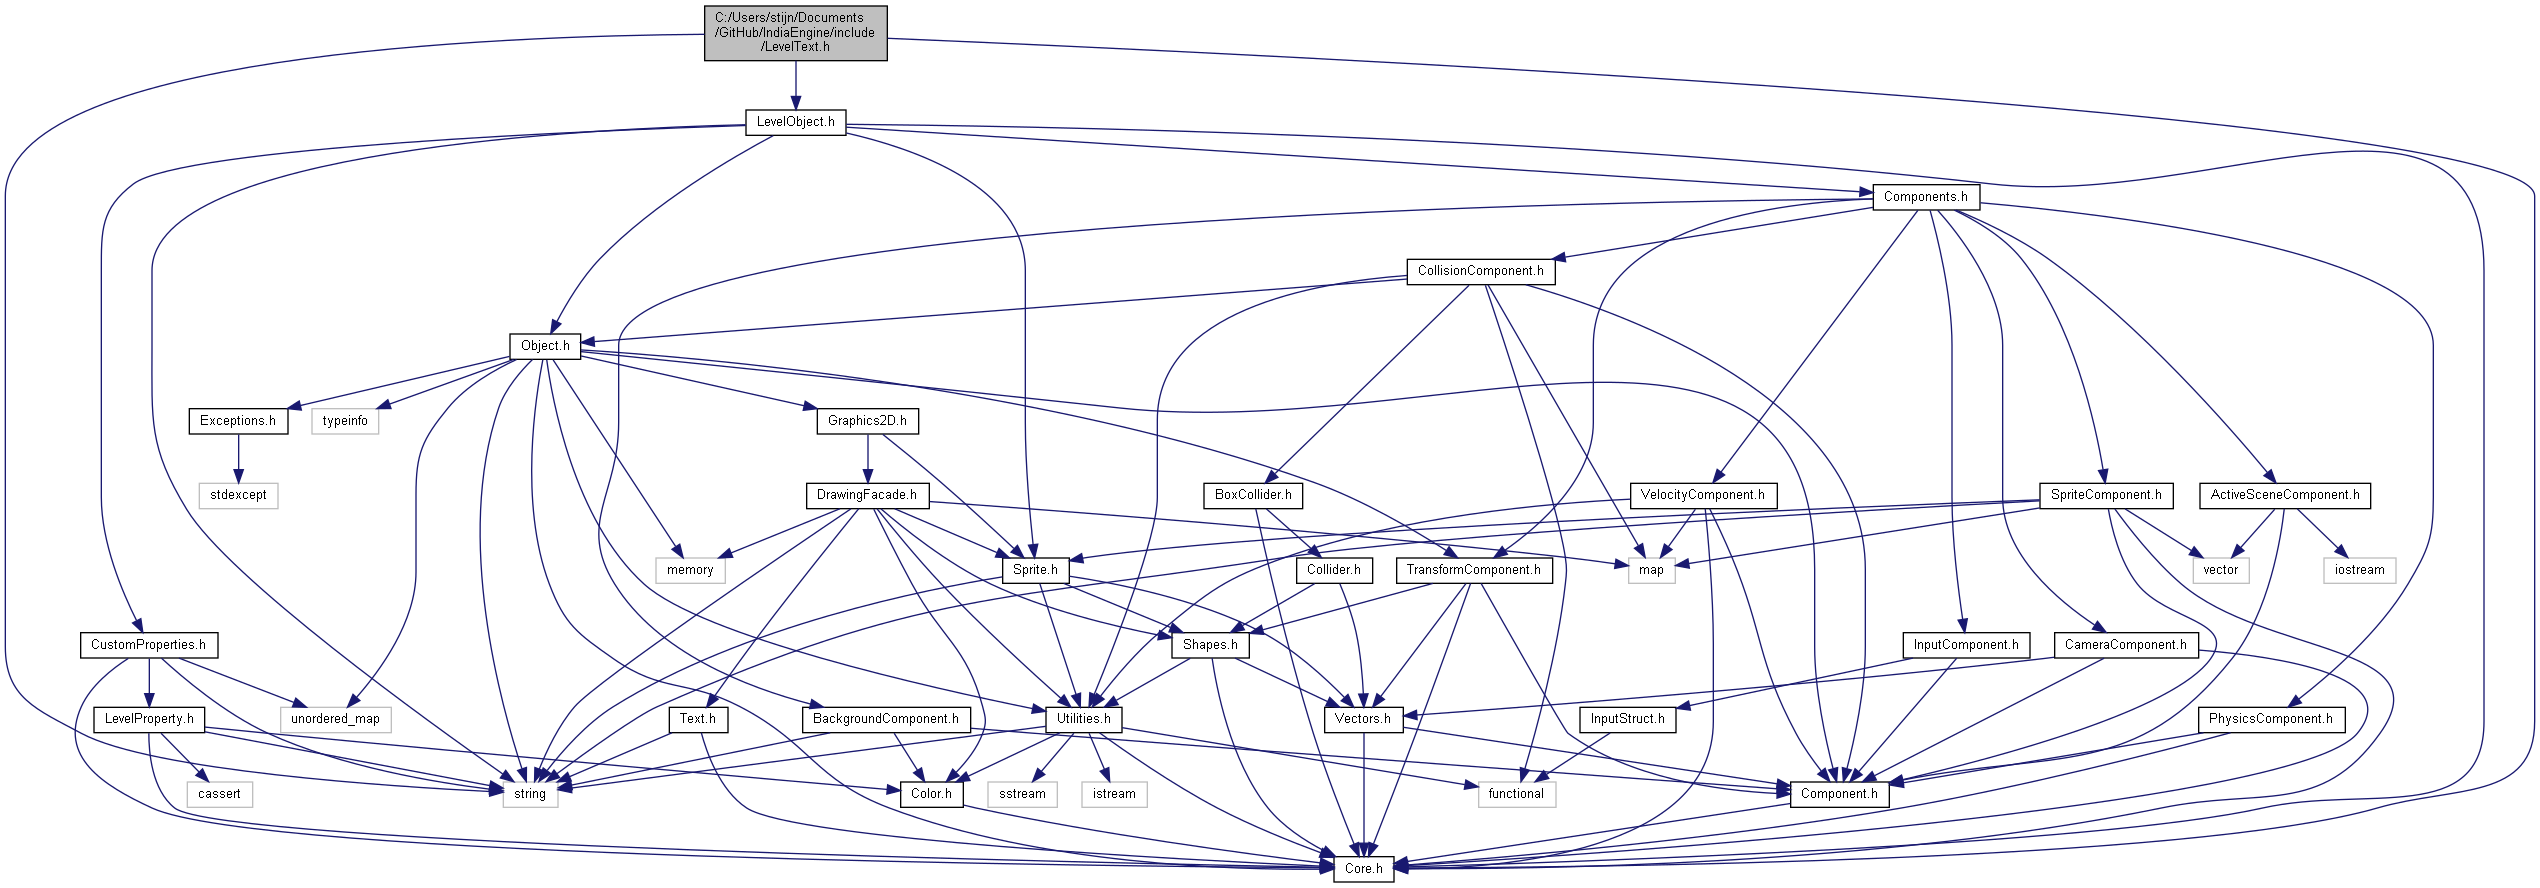 C:/Users/stijn/Documents
/GitHub/IndiaEngine/include
/LevelText.h
LevelObject.h
Components.h
CollisionComponent.h
Object.h
Exceptions.h
typeinfo
Graphics2D.h
stdexcept
DrawingFacade.h
BoxCollider.h
VelocityComponent.h
SpriteComponent.h
ActiveSceneComponent.h
memory
Sprite.h
Collider.h
TransformComponent.h
map
vector
iostream
CustomProperties.h
Shapes.h
InputComponent.h
CameraComponent.h
LevelProperty.h
unordered_map
Text.h
BackgroundComponent.h
Utilities.h
Vectors.h
InputStruct.h
PhysicsComponent.h
cassert
string
Color.h
sstream
istream
functional
Component.h
Core.h